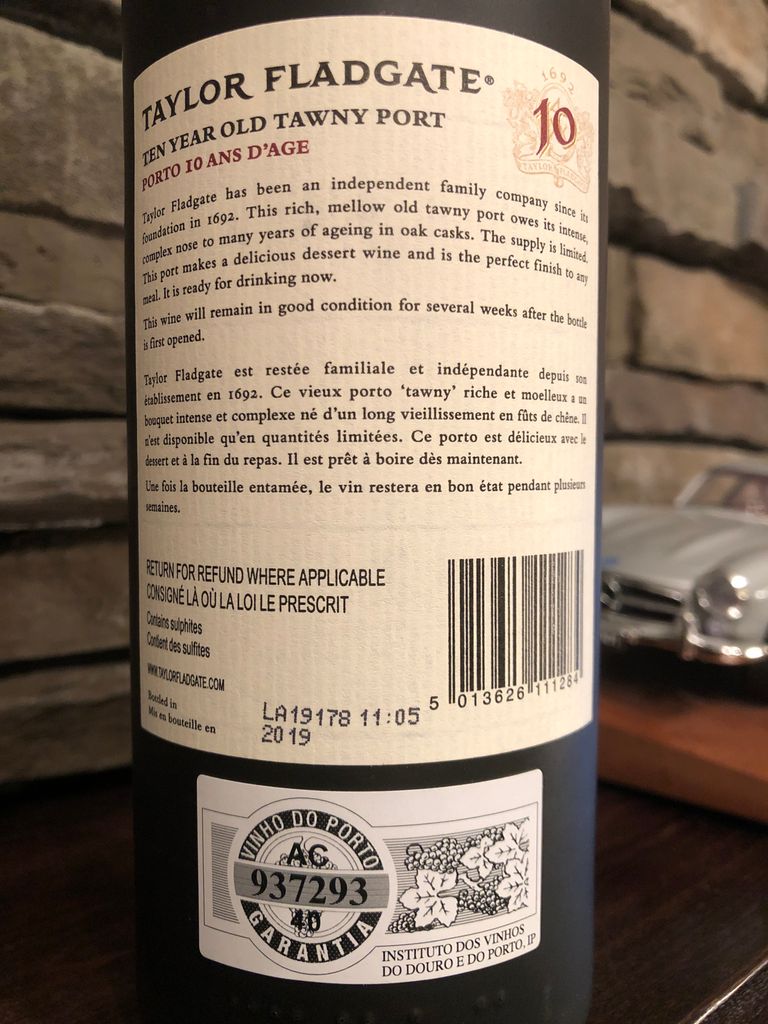 TAYLOR FLADGATE®
TEN YEAR OLD TAWNY PORT
PORTO 10 ANS D'AGE
1692
10
TAYLOR FLADGATE
Taylor Fladgate has been an independent family company since its
foundation in 1692. This rich, mellow old tawny port owes its intense,
complex nose to many years of ageing in oak casks. The supply is limited.
This port makes a delicious dessert wine and is the perfect finish to any
meal. It is ready for drinking now.
This wine will remain in good condition for several weeks after the bottle
is first opened.
Taylor Fladgate est restée familiale et indépendante depuis son
établissement en 1692. Ce vieux porto 'tawny' riche et moelleux a un
bouquet intense et complexe né d'un long vieillissement en fûts de chêne. Il
n'est disponible qu'en quantités limitées. Ce porto est délicieux avec le
dessert et à la fin du repas. Il est prêt à boire dès maintenant.
Une fois la bouteille entamée, le vin restera en bon état pendant plusieurs
semaines.
RETURN FOR REFUND WHERE APPLICABLE
CONSIGNÉ LÀ OÙ LA LOI LE PRESCRIT
Contains sulphites
Contient des sulfites
WWW.TAYLORFLADGATE.COM
Bottled in
Mis en bouteille en
LA19178 11:05
2019
5 013626 111284
VINHO DO PORTO
AC
937293
40
GARANTIA
INSTITUTO DOS VINHOS
DO DOURO E DO PORTO, IP